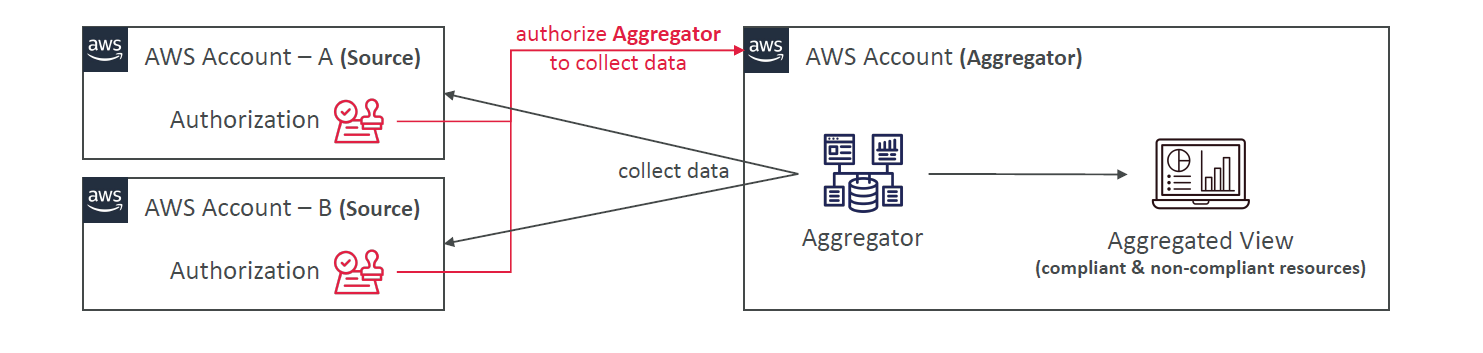 aws
AWS Account – A (Source)
Authorization
aws
AWS Account – B (Source)
Authorization
authorize Aggregator
to collect data
collect data
aws
AWS Account (Aggregator)
Aggregator
Aggregated View
(compliant & non-compliant resources)